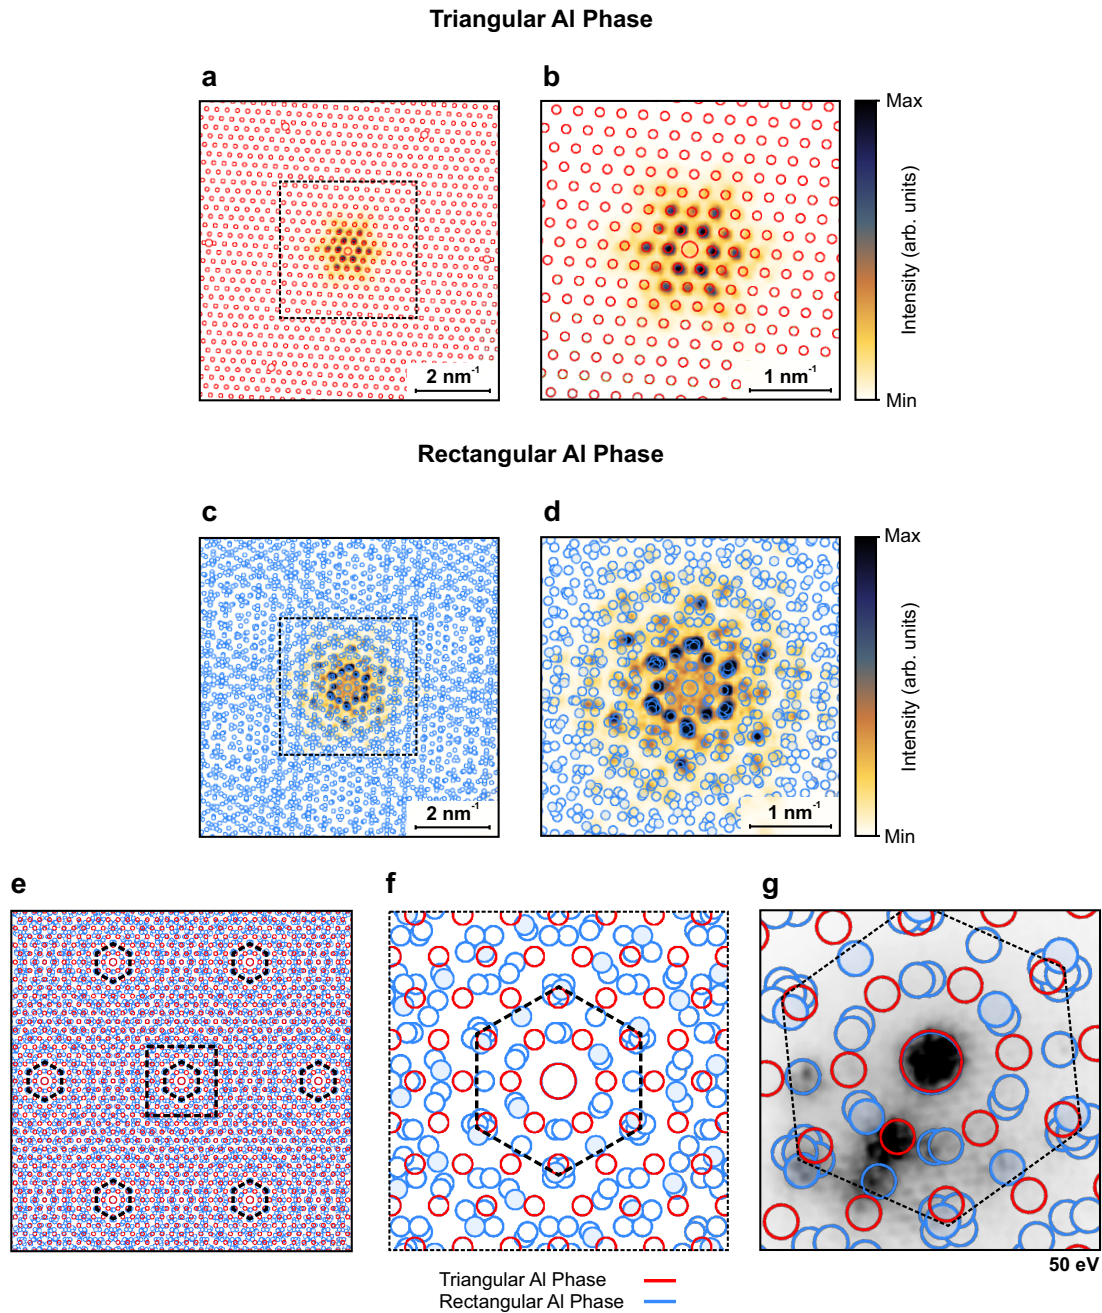 Triangular Al Phase
a
b
Max
Intensity (arb. units)
Min
2 nm⁻¹
1 nm⁻¹
Rectangular Al Phase
c
d
Max
Intensity (arb. units)
Min
2 nm⁻¹
1 nm⁻¹
e
f
g
50 eV
Triangular Al Phase
Rectangular Al Phase